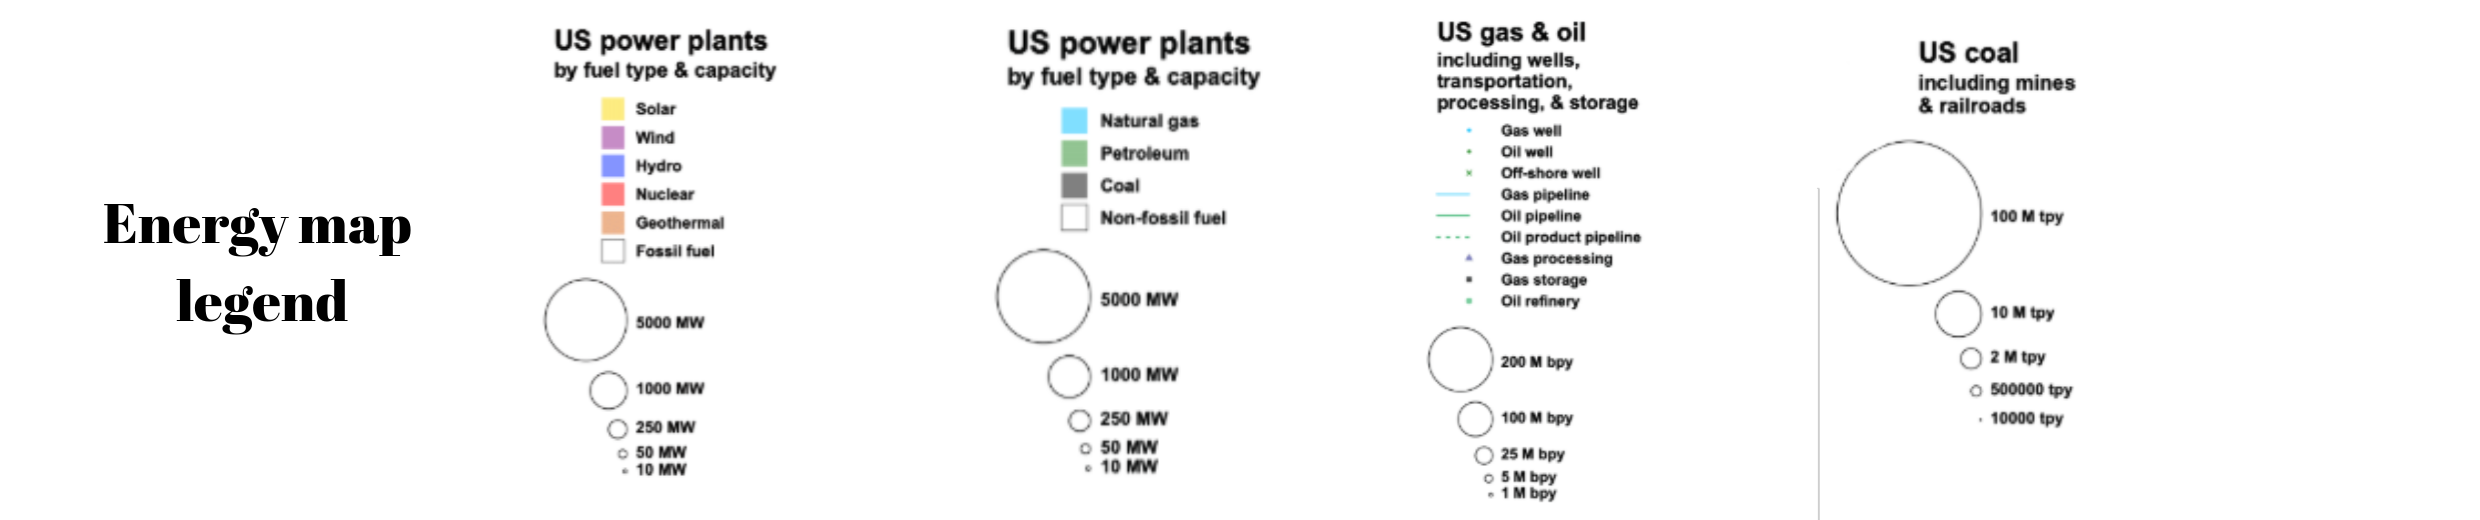 Energy map
legend
US power plants
by fuel type & capacity
Solar
Wind
Hydro
Nuclear
Geothermal
Fossil fuel
5000 MW
1000 MW
250 MW
50 MW
10 MW
US power plants
by fuel type & capacity
Natural gas
Petroleum
Coal
Non-fossil fuel
5000 MW
1000 MW
250 MW
50 MW
10 MW
US gas & oil
including wells,
transportation,
processing, & storage
Gas well
Oil well
Off-shore well
Gas pipeline
Oil pipeline
Oil product pipeline
Gas processing
Gas storage
Oil refinery
200 M bpy
100 M bpy
25 M bpy
5 M bpy
1 M bpy
US coal
including mines
& railroads
100 M tpy
10 M tpy
2 M tpy
500000 tpy
10000 tpy